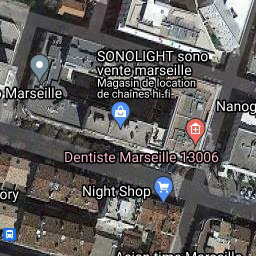 SONOLIGHT sono
vente marseille
Magasin de location
de chaînes hi-fi...
Marseille
Nanog
Dentiste Marseille 13006
Night Shop
ory
Asian time Marseille